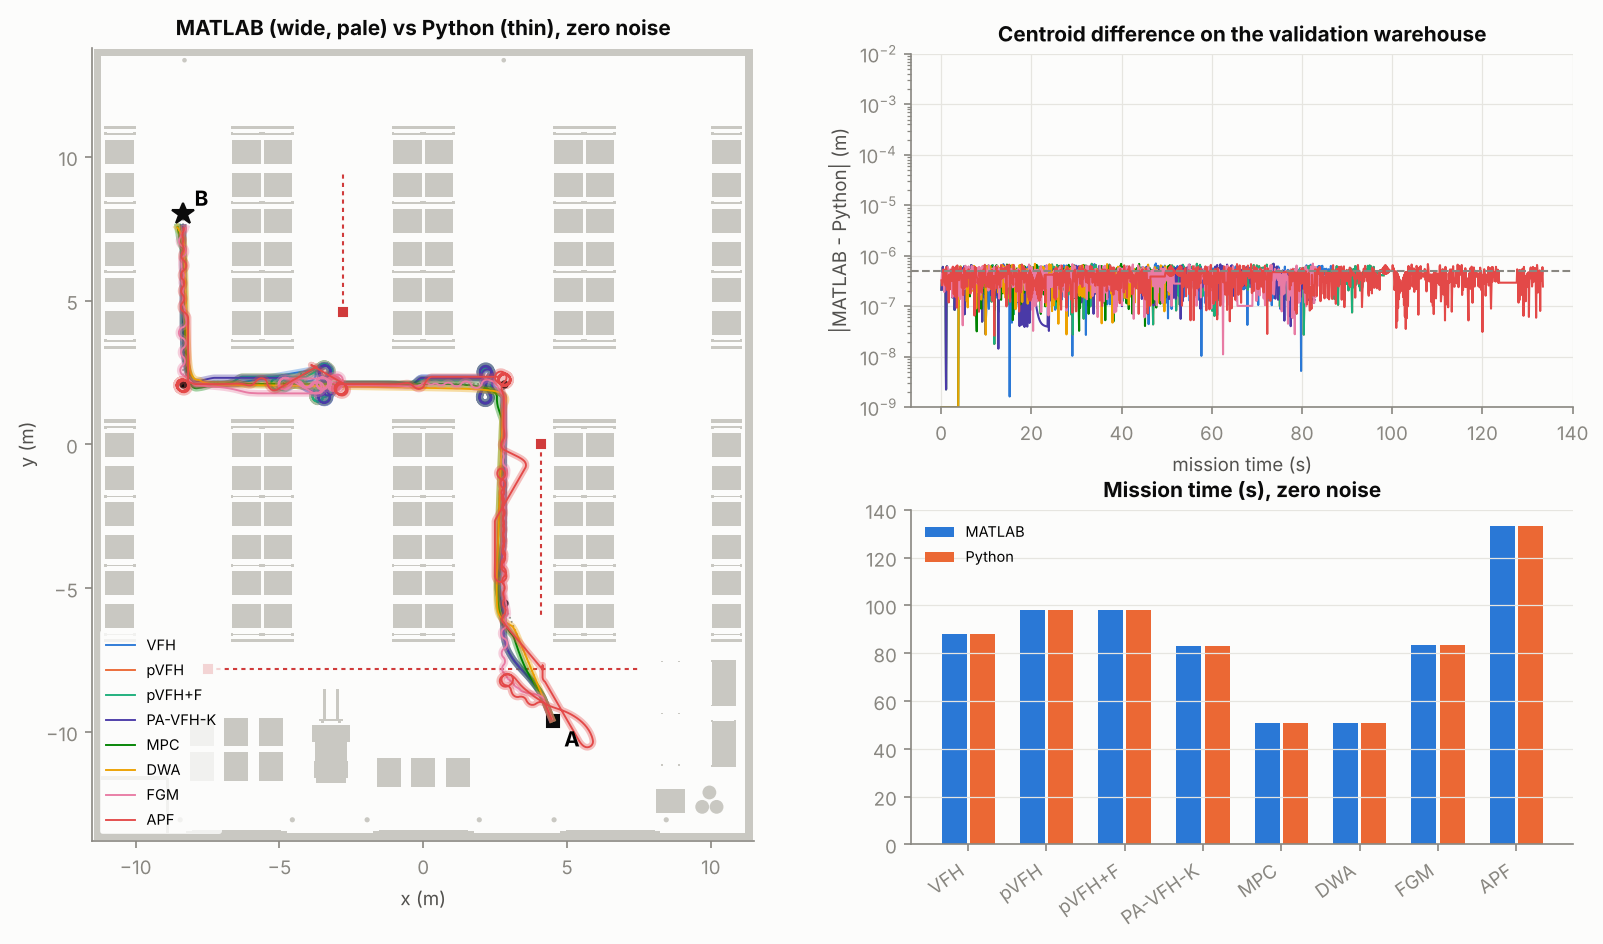 MATLAB (wide, pale) vs Python (thin), zero noise
B
A
10
5
0
−5
−10
y (m)
−10
−5
0
5
10
x (m)
VFH
pVFH
pVFH+F
PA-VFH-K
MPC
DWA
FGM
APF
Centroid difference on the validation warehouse
10−2
10−3
10−4
10−5
10−6
10−7
10−8
10−9
|MATLAB - Python| (m)
0
20
40
60
80
100
120
140
mission time (s)
Mission time (s), zero noise
MATLAB
Python
140
120
100
80
60
40
20
0
VFH
pVFH
pVFH+F
PA-VFH-K
MPC
DWA
FGM
APF